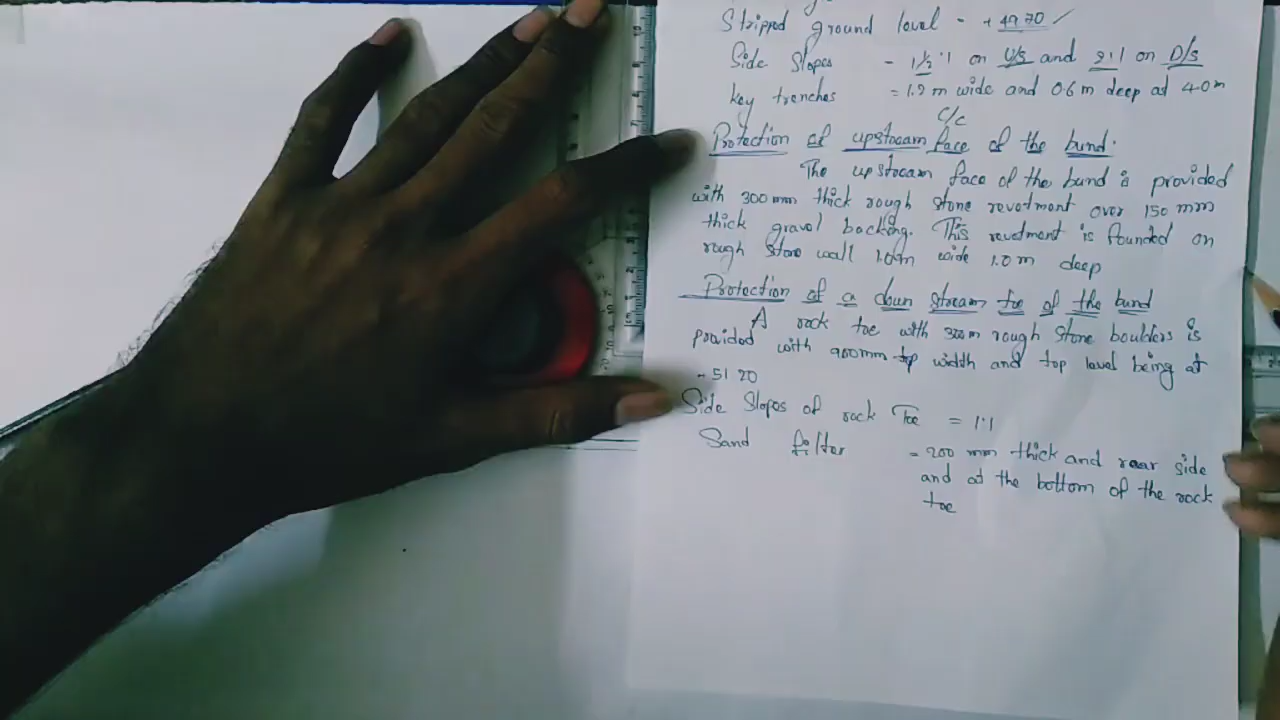 Stripped ground level - + 49.70
Side Slopes - 1½:1 on U/S and 2:1 on D/S
Key trenches = 1.2 m wide and 0.6 m deep at 4.0 m
C/C
Protection of upstream face of the bund.
The upstream face of the bund is provided
with 300 mm thick rough stone revetment over 150 mm
thick gravel backing. This revetment is founded on
rough stone wall wide 1.0 m deep
Protection of a down stream toe of the bund
A rock toe with rough stone boulders is
provided with 900mm top width and top level being at
51.20
Side Slopes of rock Toe = 1:1
Sand filter = 200 mm thick and rear side
and at the bottom of the rock
toe